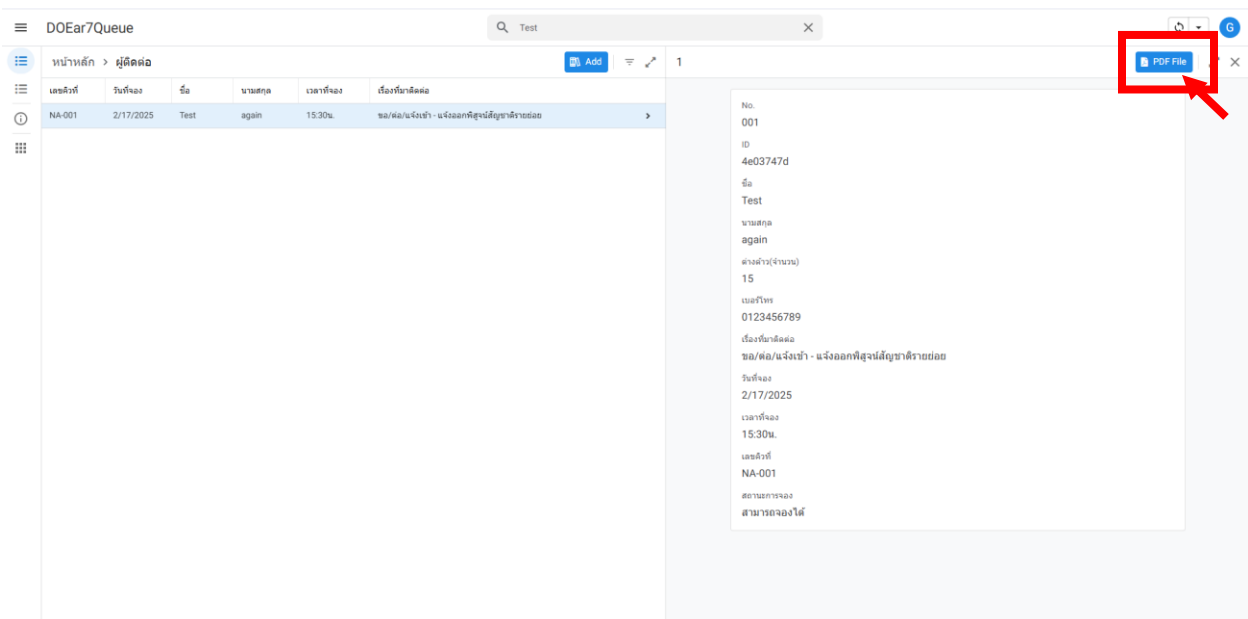 DOEar7Queue
Test
G
หน้าหลัก > ผู้ติดต่อ
Add
1
PDF File
เลขคิวที่ วันที่จอง ชื่อ นามสกุล เวลาที่จอง เรื่องที่มาติดต่อ
NA-001 2/17/2025 Test again 15:30น. ขอ/ต่อ/แจ้งเข้า - แจ้งออกพิสูจน์สัญชาติรายย่อย
No.
001
ID
4e03747d
ชื่อ
Test
นามสกุล
again
ต่างด้าว(จำนวน)
15
เบอร์โทร
0123456789
เรื่องที่มาติดต่อ
ขอ/ต่อ/แจ้งเข้า - แจ้งออกพิสูจน์สัญชาติรายย่อย
วันที่จอง
2/17/2025
เวลาที่จอง
15:30น.
เลขคิวที่
NA-001
สถานะการจอง
สามารถจองได้